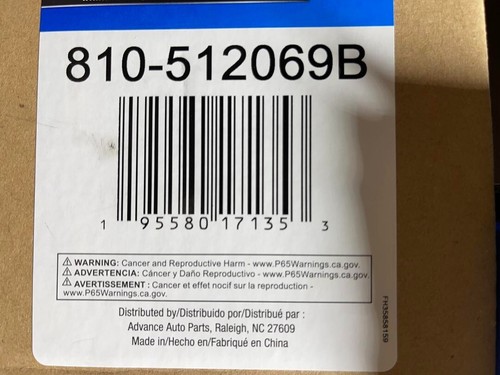 810-512069B
1 95580 17135 3
⚠ WARNING: Cancer and Reproductive Harm - www.P65Warnings.ca.gov.
⚠ ADVERTENCIA: Cáncer y Daño Reproductivo - www.P65Warnings.ca.gov.
⚠ AVERTISSEMENT : Cancer et effet nocif sur la reproduction -
www.P65Warnings.ca.gov.
Distributed by/Distribuido por/Distribué par :
Advance Auto Parts, Raleigh, NC 27609
Made in/Hecho en/Fabriqué en China